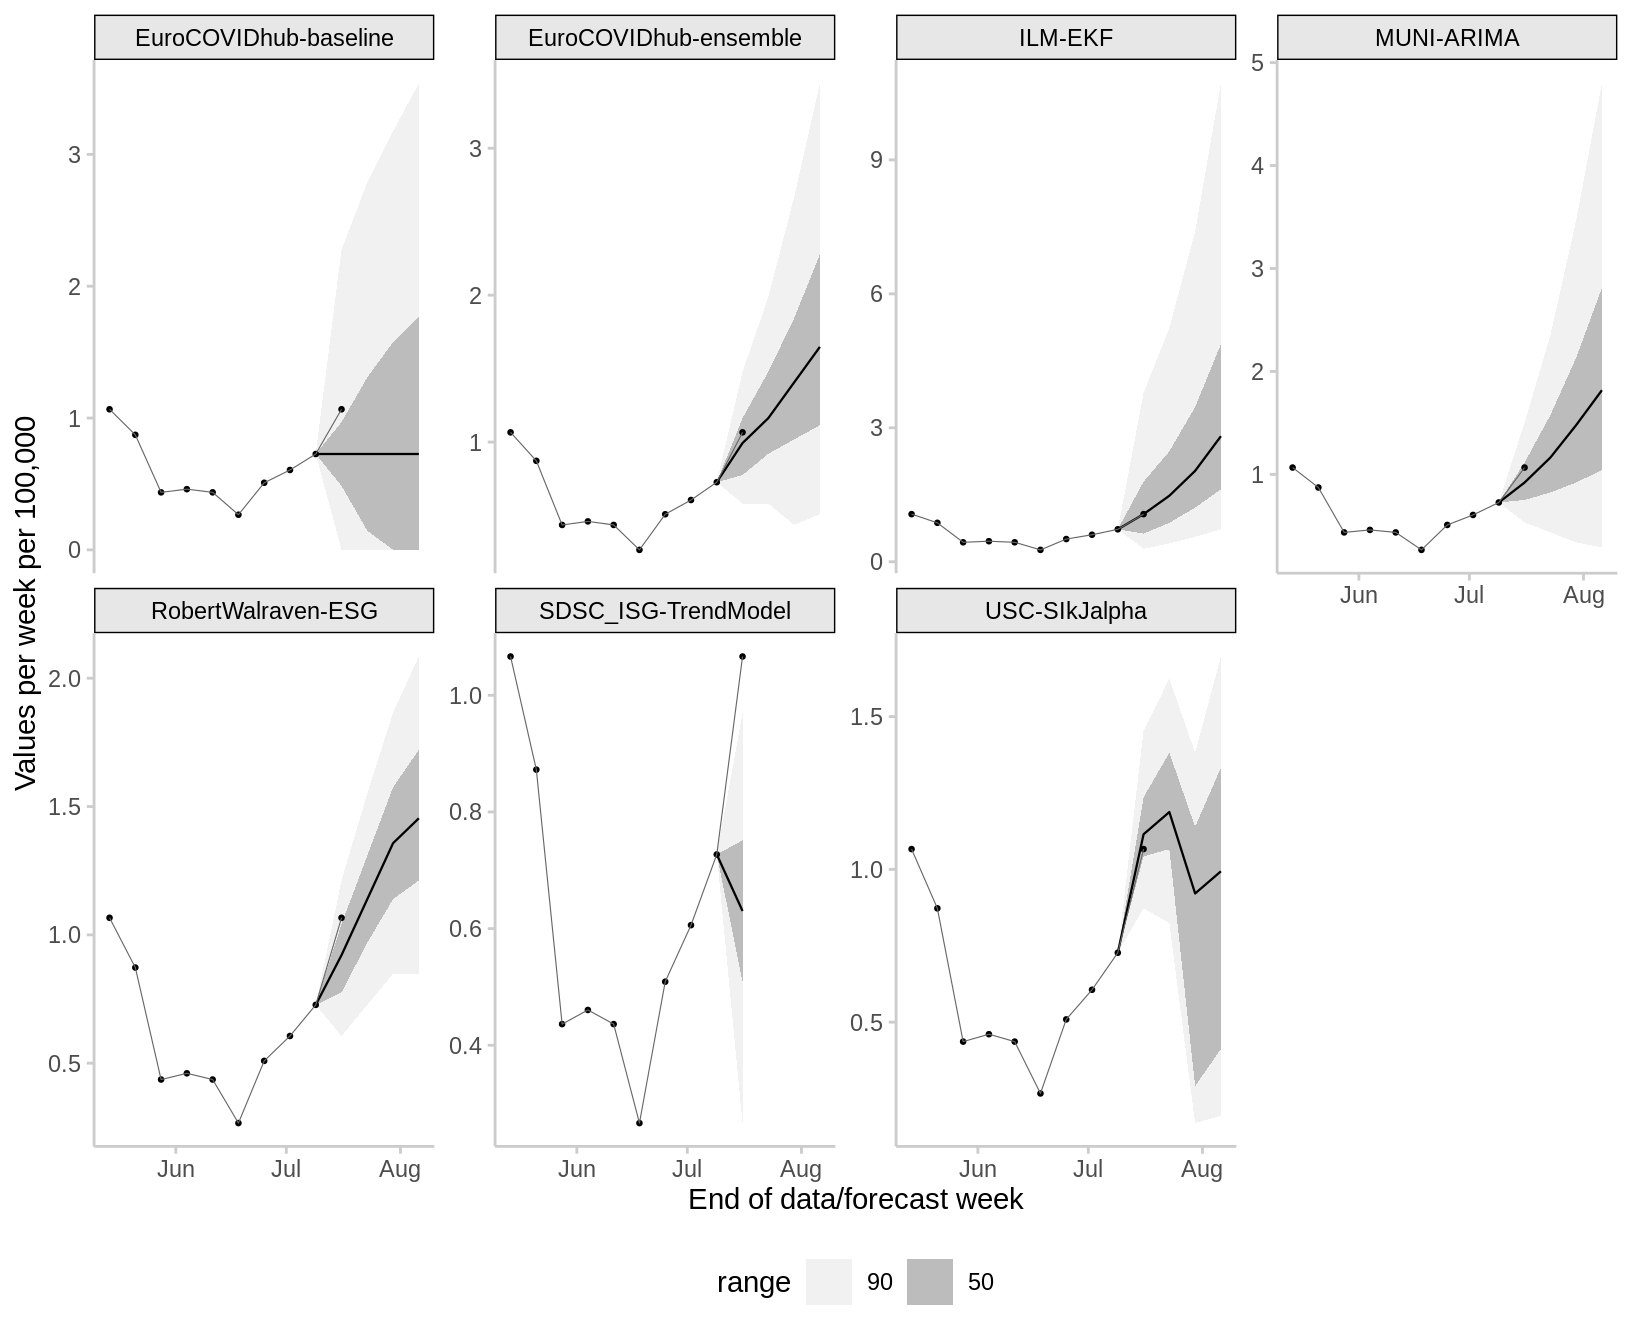 EuroCOVIDhub-baseline
EuroCOVIDhub-ensemble
ILM-EKF
MUNI-ARIMA
3
2
1
0
3
2
1
9
6
3
0
5
4
3
2
1
Jun
Jul
Aug
RobertWalraven-ESG
SDSC_ISG-TrendModel
USC-SIkJalpha
2.0
1.5
1.0
0.5
1.0
0.8
0.6
0.4
1.5
1.0
0.5
Jun
Jul
Aug
Jun
Jul
Aug
Jun
Jul
Aug
Values per week per 100,000
End of data/forecast week
range
90
50